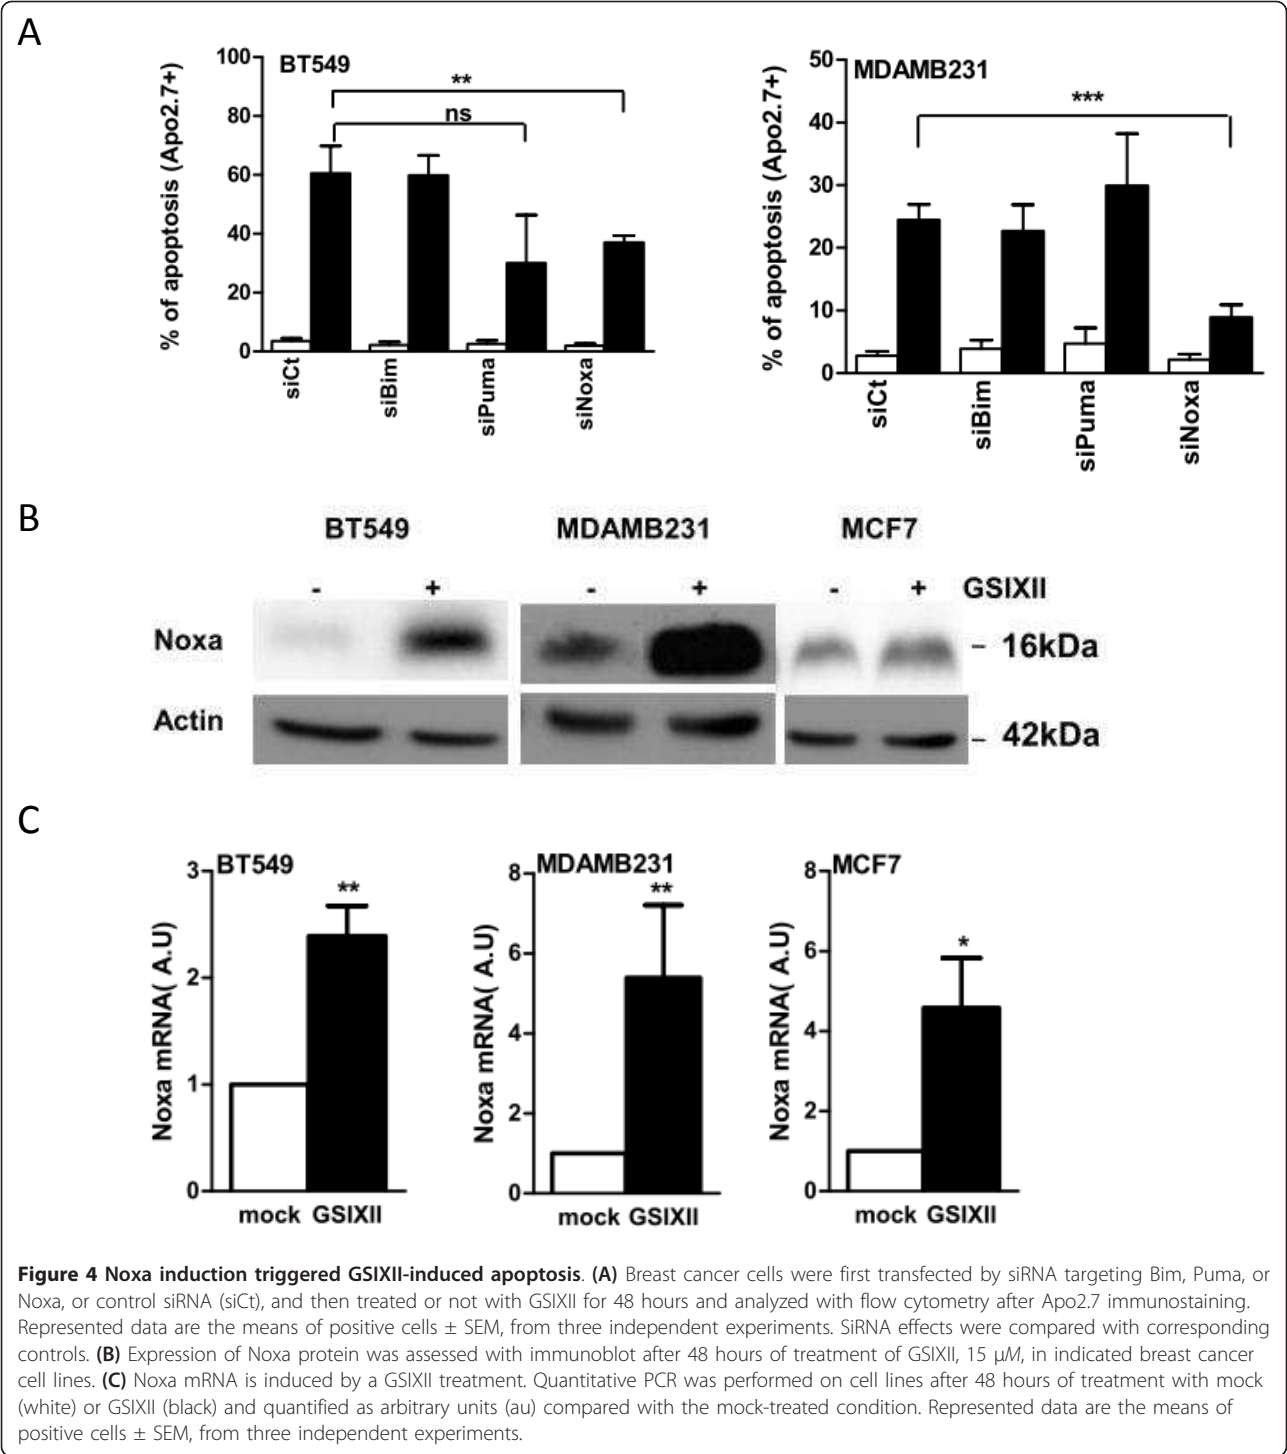 A
BT549
MDAMB231
% of apoptosis (Apo2.7+)
100
80
60
40
20
0
**
ns
siCt
siBim
siPuma
siNoxa
% of apoptosis (Apo2.7+)
50
40
30
20
10
0
***
siCt
siBim
siPuma
siNoxa
B
BT549 MDAMB231 MCF7
- + - + - + GSIXII
Noxa - 16kDa
Actin - 42kDa
C
BT549
Noxa mRNA( A.U)
3
2
1
0
**
mock GSIXII
MDAMB231
Noxa mRNA( A.U)
8
6
4
2
0
**
mock GSIXII
MCF7
Noxa mRNA( A.U)
8
6
4
2
0
*
mock GSIXII
Figure 4 Noxa induction triggered GSIXII-induced apoptosis. (A) Breast cancer cells were first transfected by siRNA targeting Bim, Puma, or
Noxa, or control siRNA (siCt), and then treated or not with GSIXII for 48 hours and analyzed with flow cytometry after Apo2.7 immunostaining.
Represented data are the means of positive cells ± SEM, from three independent experiments. SiRNA effects were compared with corresponding
controls. (B) Expression of Noxa protein was assessed with immunoblot after 48 hours of treatment of GSIXII, 15 μM, in indicated breast cancer
cell lines. (C) Noxa mRNA is induced by a GSIXII treatment. Quantitative PCR was performed on cell lines after 48 hours of treatment with mock
(white) or GSIXII (black) and quantified as arbitrary units (au) compared with the mock-treated condition. Represented data are the means of
positive cells ± SEM, from three independent experiments.